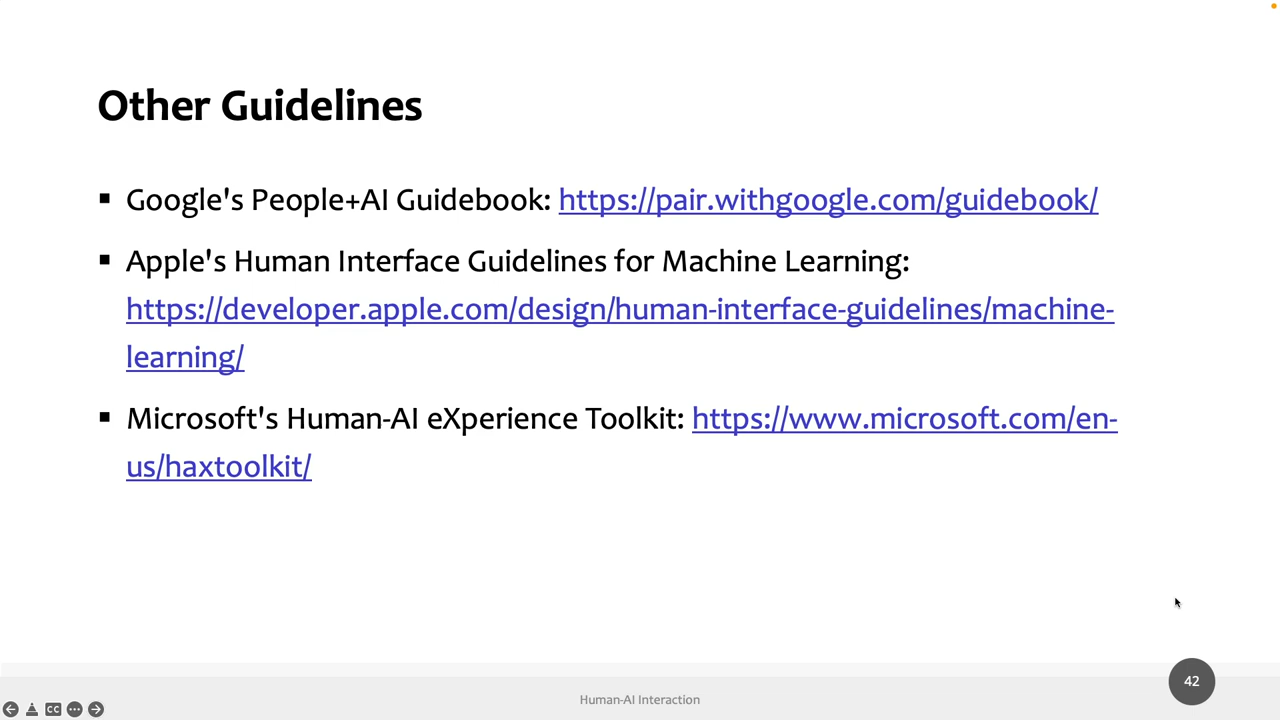 Other Guidelines
▪ Google's People+AI Guidebook: https://pair.withgoogle.com/guidebook/
▪ Apple's Human Interface Guidelines for Machine Learning:
https://developer.apple.com/design/human-interface-guidelines/machine-
learning/
▪ Microsoft's Human-AI eXperience Toolkit: https://www.microsoft.com/en-
us/haxtoolkit/
42
Human-AI Interaction
CC